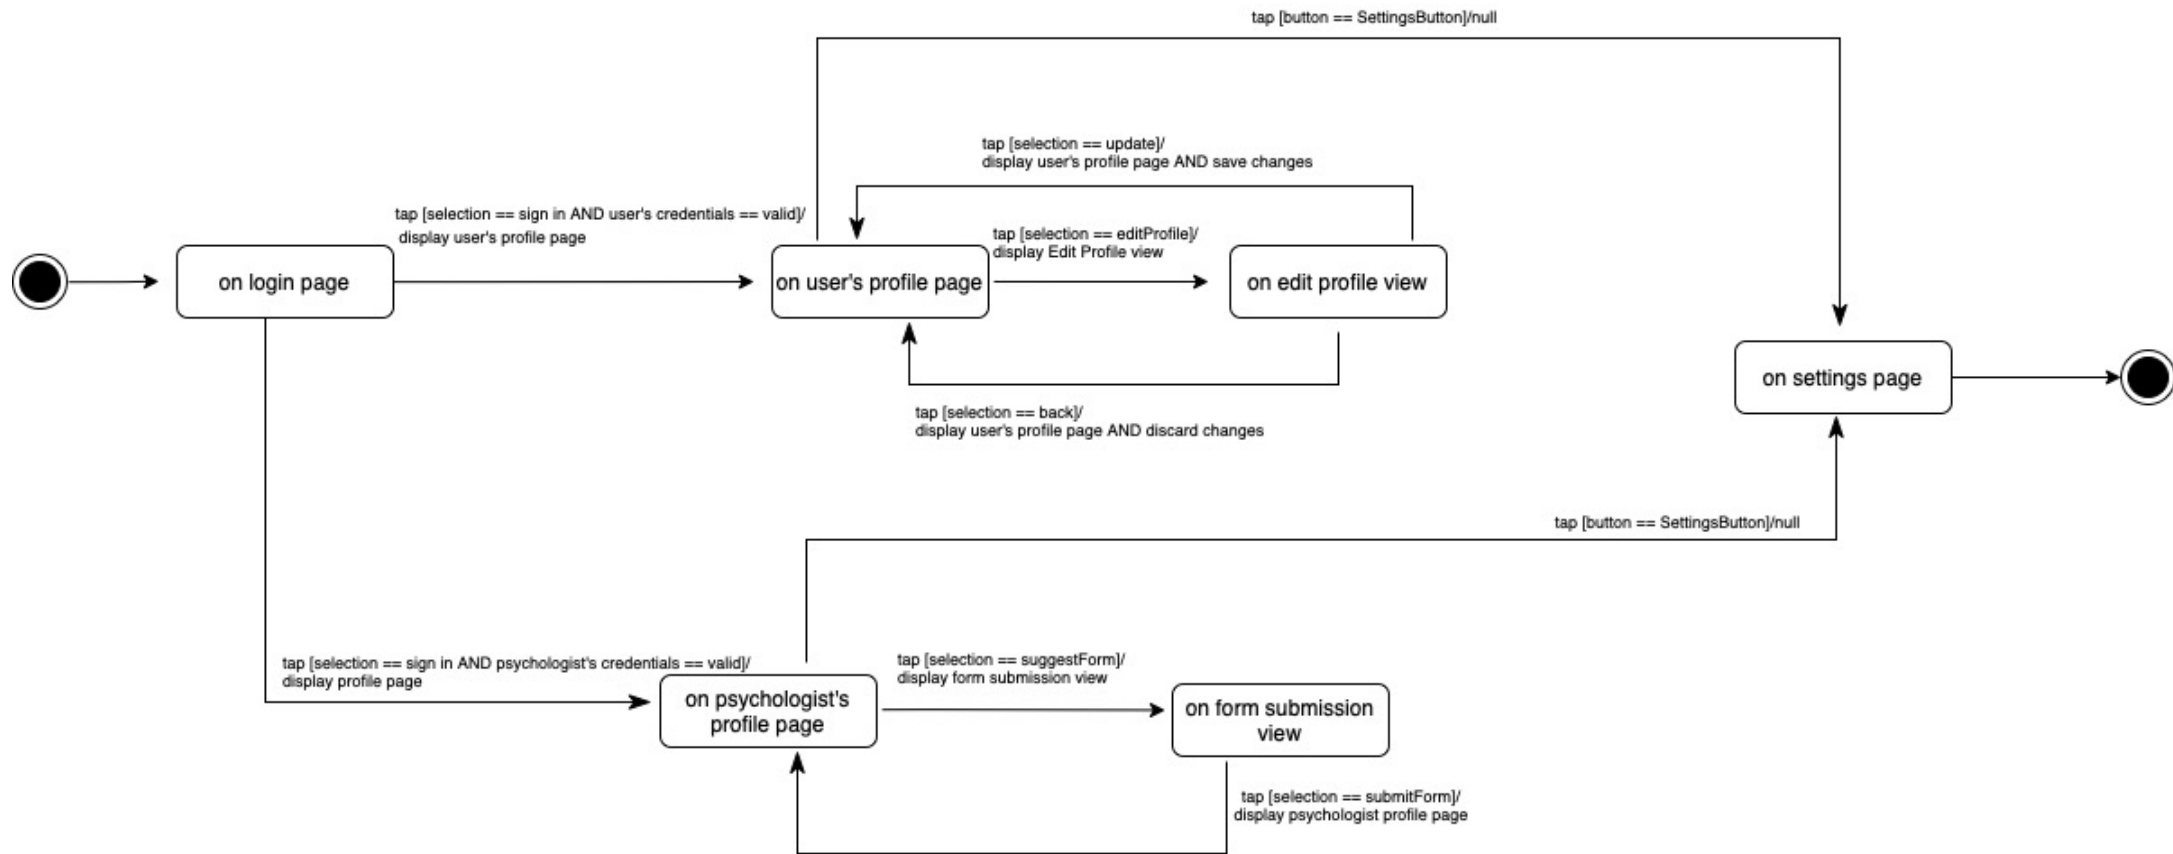 tap [button == SettingsButton]/null
tap [selection == update]/
display user's profile page AND save changes
tap [selection == sign in AND user's credentials == valid]/
display user's profile page
tap [selection == editProfile]/
display Edit Profile view
on login page
on user's profile page
on edit profile view
on settings page
tap [selection == back]/
display user's profile page AND discard changes
tap [button == SettingsButton]/null
tap [selection == sign in AND psychologist's credentials == valid]/
display profile page
tap [selection == suggestForm]/
display form submission view
on psychologist's
profile page
on form submission
view
tap [selection == submitForm]/
display psychologist profile page